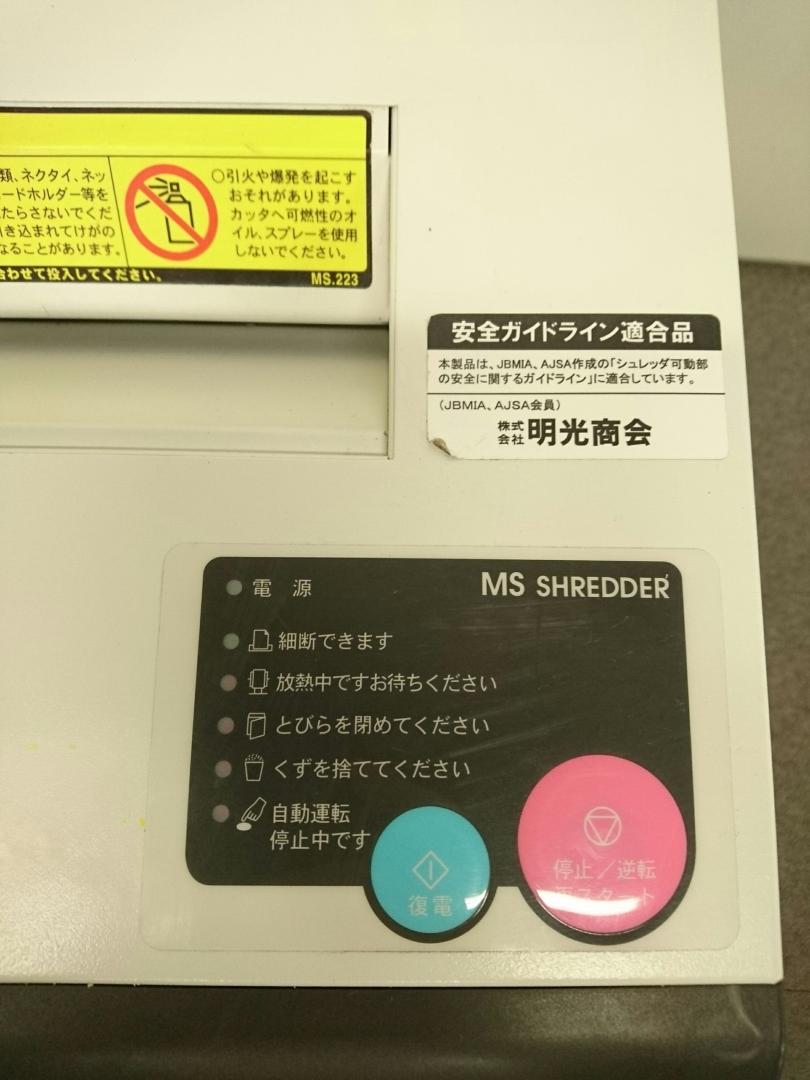 類、ネクタイ、ネッ
ードホルダー等を
たらさないでくだ
き込まれてけがの
なることがあります。
○引火や爆発を起こす
おそれがあります。
カッタへ可燃性のオ
イル、スプレーを使用
しないでください。
合わせて投入してください。
MS.223
安全ガイドライン適合品
本製品は、JBMIA、AJSA作成の「シュレッダ可動部
の安全に関するガイドライン」に適合しています。
(JBMIA、AJSA会員)
株式会社 明光商会
電 源
MS SHREDDER
細断できます
放熱中ですお待ちください
とびらを閉めてください
くずを捨ててください
自動運転
停止中です
復電
停止／逆転
再スタート